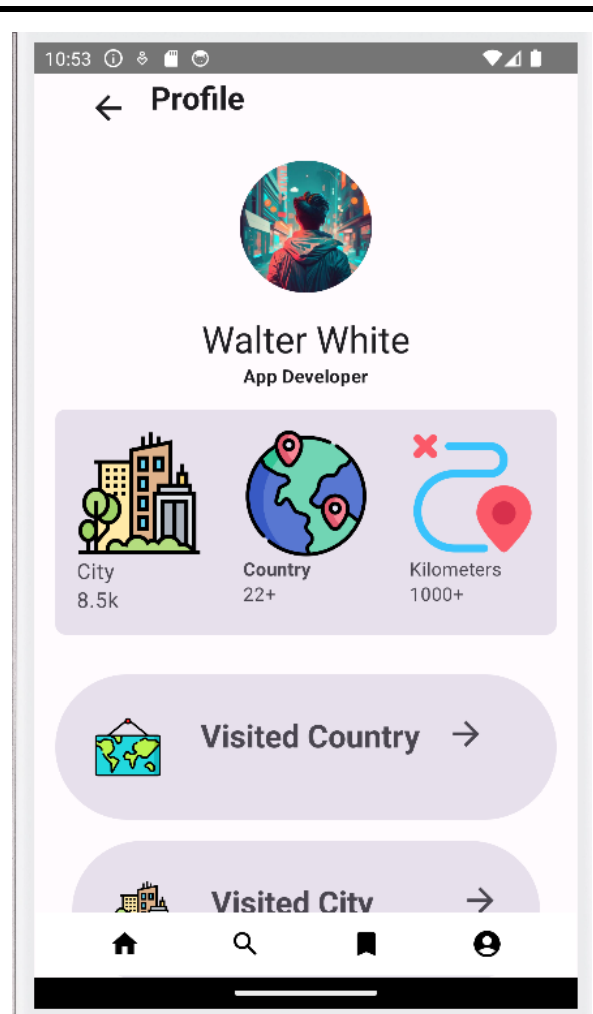 10:53
Profile
Walter White
App Developer
City
8.5k
Country
22+
Kilometers
1000+
Visited Country
Visited City